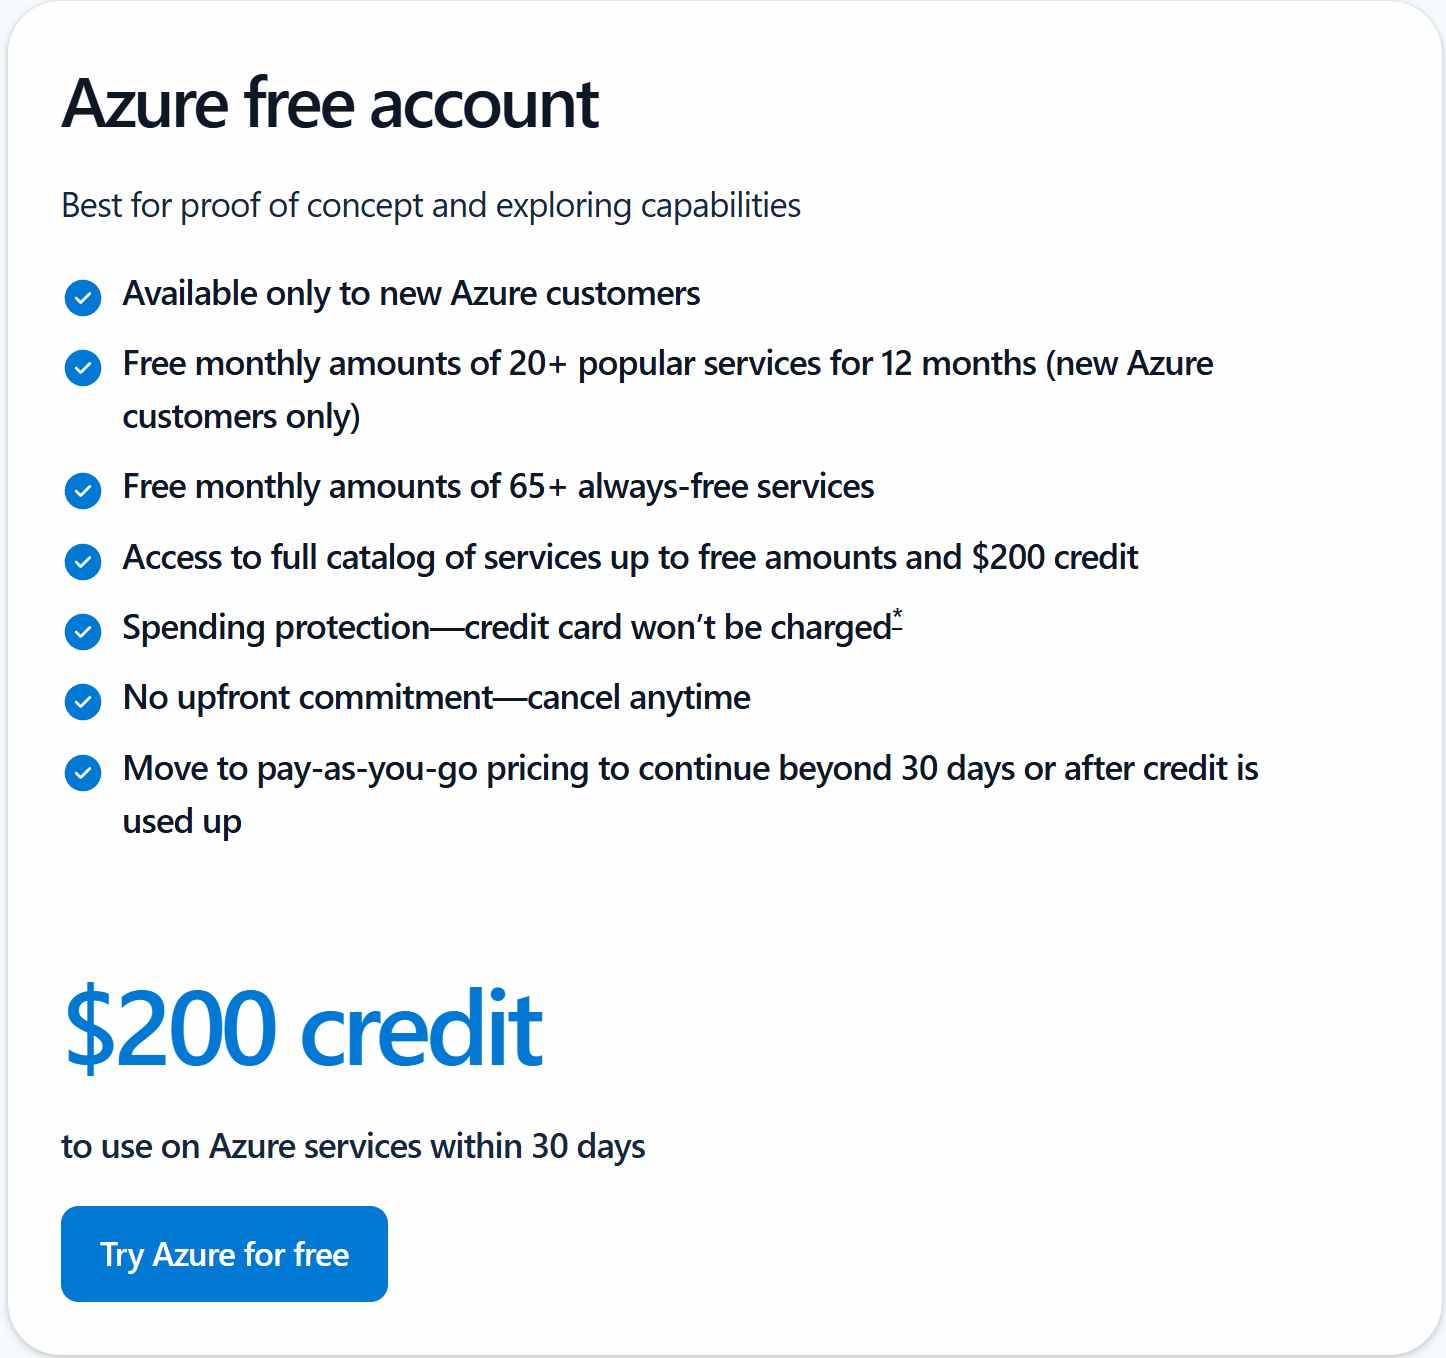 Azure free account
Best for proof of concept and exploring capabilities
Available only to new Azure customers
Free monthly amounts of 20+ popular services for 12 months (new Azure
customers only)
Free monthly amounts of 65+ always-free services
Access to full catalog of services up to free amounts and $200 credit
Spending protection—credit card won’t be charged*
No upfront commitment—cancel anytime
Move to pay-as-you-go pricing to continue beyond 30 days or after credit is
used up
$200 credit
to use on Azure services within 30 days
Try Azure for free